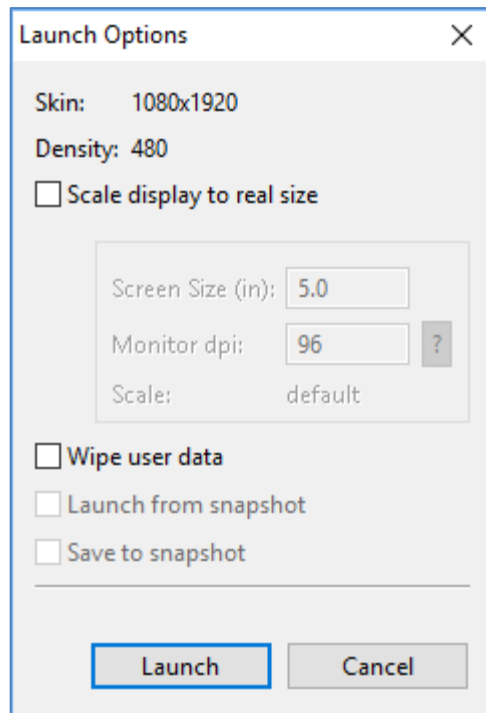 Launch Options
Skin: 1080x1920
Density: 480
Scale display to real size
Screen Size (in): 5.0
Monitor dpi: 96 ?
Scale: default
Wipe user data
Launch from snapshot
Save to snapshot
Launch Cancel